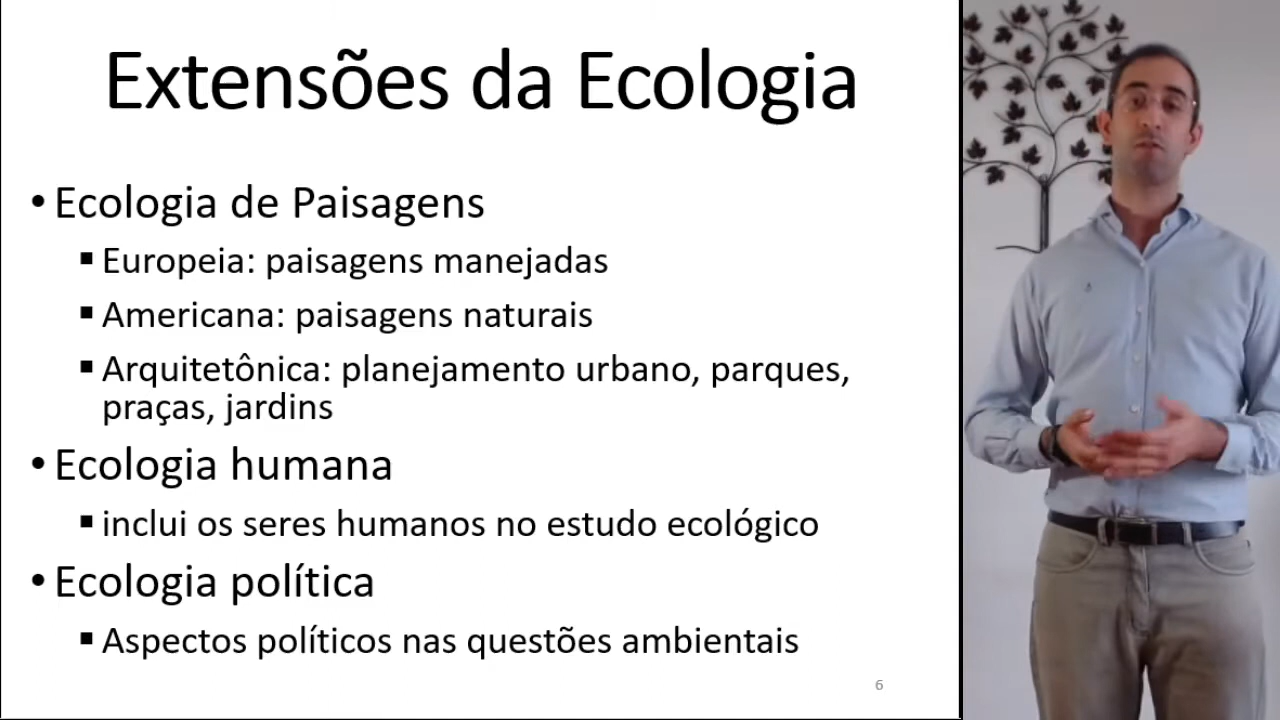 Extensões da Ecologia
• Ecologia de Paisagens
▪ Europeia: paisagens manejadas
▪ Americana: paisagens naturais
▪ Arquitetônica: planejamento urbano, parques,
praças, jardins
• Ecologia humana
▪ inclui os seres humanos no estudo ecológico
• Ecologia política
▪ Aspectos políticos nas questões ambientais
6